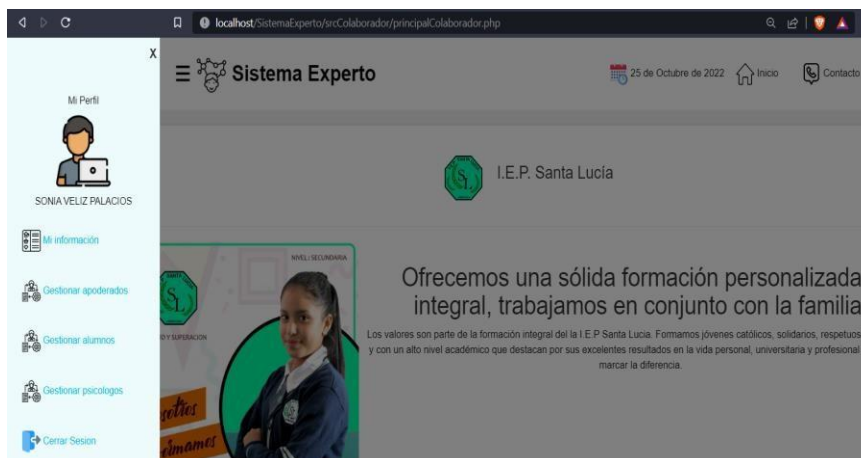 localhost/SistemaExperto/srcColaborador/principalColaborador.php
X
Mi Perfil
SONIA VELIZ PALACIOS
Mi información
Gestionar apoderados
Gestionar alumnos
Gestionar psicologos
Cerrar Sesion
Sistema Experto
25 de Octubre de 2022
Inicio
Contacto
SL
I.E.P. Santa Lucía
NIVEL: SECUNDARIA
SL
Y SUPERACION
Ofrecemos una sólida formación personalizada
integral, trabajamos en conjunto con la familia
Los valores son parte de la formación integral del la I.E.P Santa Lucia. Formamos jóvenes católicos, solidarios, respetuos
y con un alto nivel académico que destacan por sus excelentes resultados en la vida personal, universitaria y profesional
marcar la diferencia.